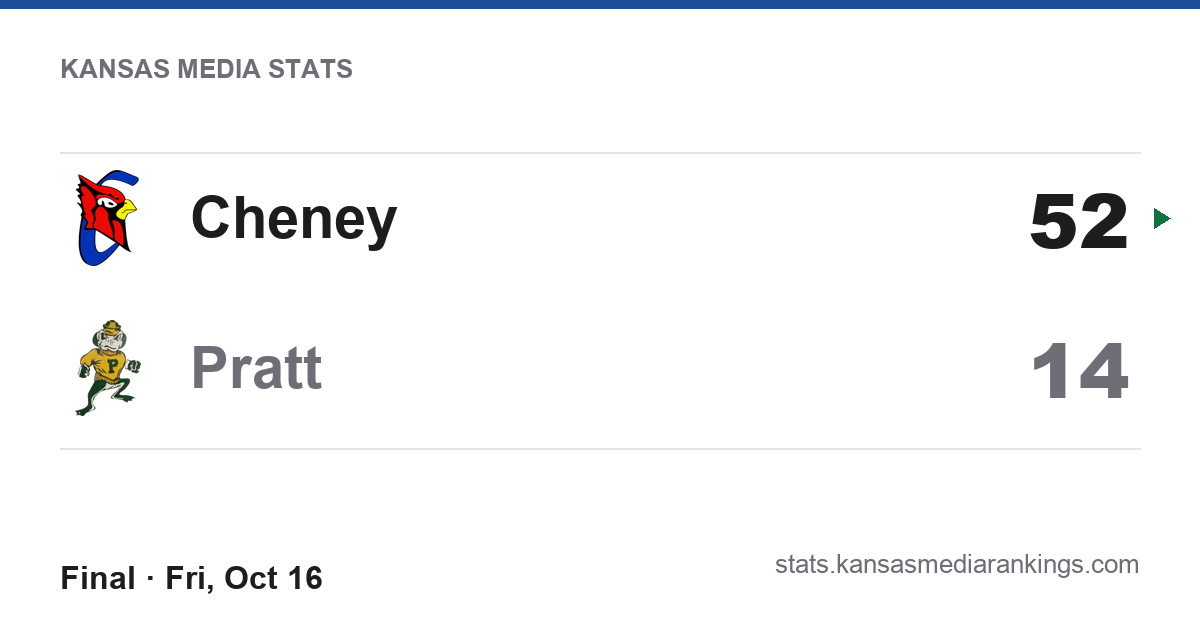 KANSAS MEDIA STATS
Cheney 52
P
Pratt 14
Final · Fri, Oct 16
stats.kansasmediarankings.com